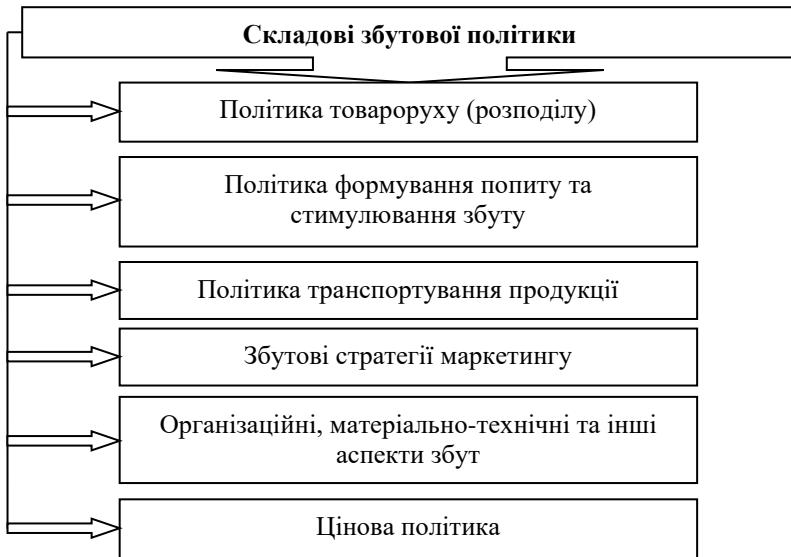 Складові збутової політики
Політика товароруху (розподілу)
Політика формування попиту та
стимулювання збуту
Політика транспортування продукції
Збутові стратегії маркетингу
Організаційні, матеріально-технічні та інші
аспекти збут
Цінова політика